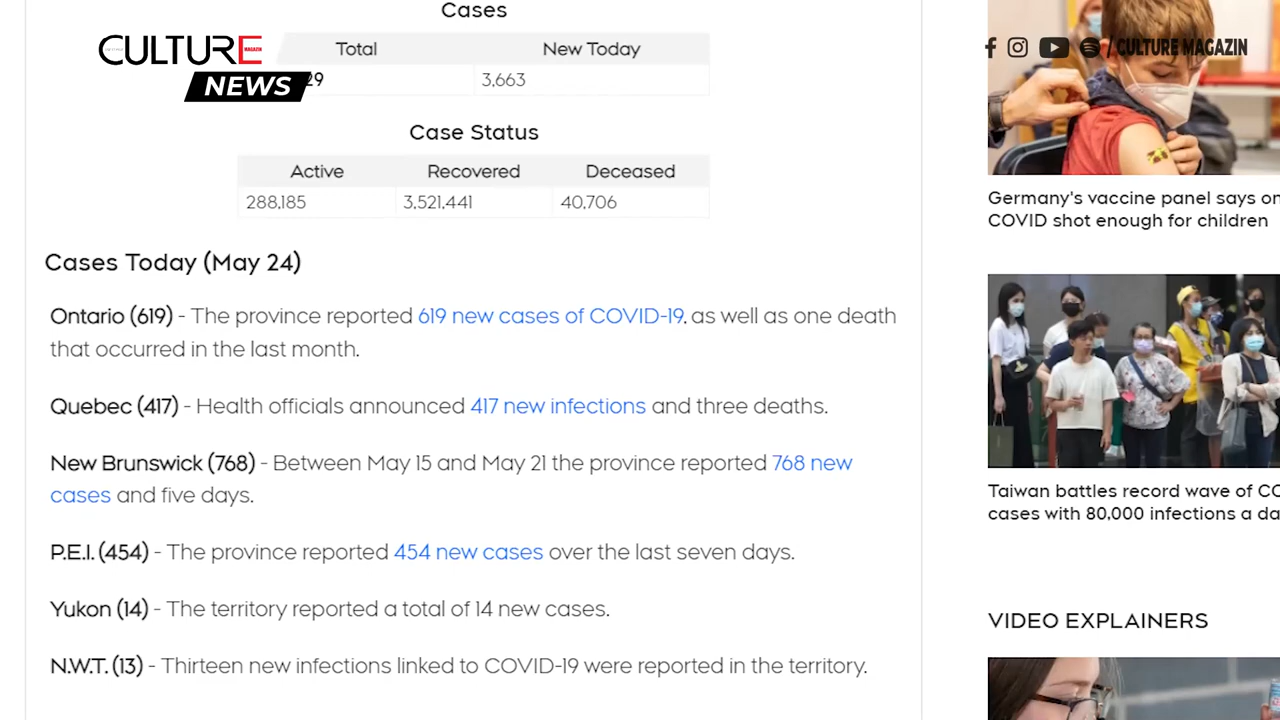 Cases
CULTURE
MAGAZIN
NEWS
Total New Today
29 3,663
/ CULTURE MAGAZIN
Case Status
Active Recovered Deceased
288,185 3,521,441 40,706
Cases Today (May 24)
Ontario (619) - The province reported 619 new cases of COVID-19. as well as one death
that occurred in the last month.
Quebec (417) - Health officials announced 417 new infections and three deaths.
New Brunswick (768) - Between May 15 and May 21 the province reported 768 new
cases and five days.
P.E.I. (454) - The province reported 454 new cases over the last seven days.
Yukon (14) - The territory reported a total of 14 new cases.
N.W.T. (13) - Thirteen new infections linked to COVID-19 were reported in the territory.
Germany's vaccine panel says on
COVID shot enough for children
Taiwan battles record wave of CO
cases with 80,000 infections a da
VIDEO EXPLAINERS